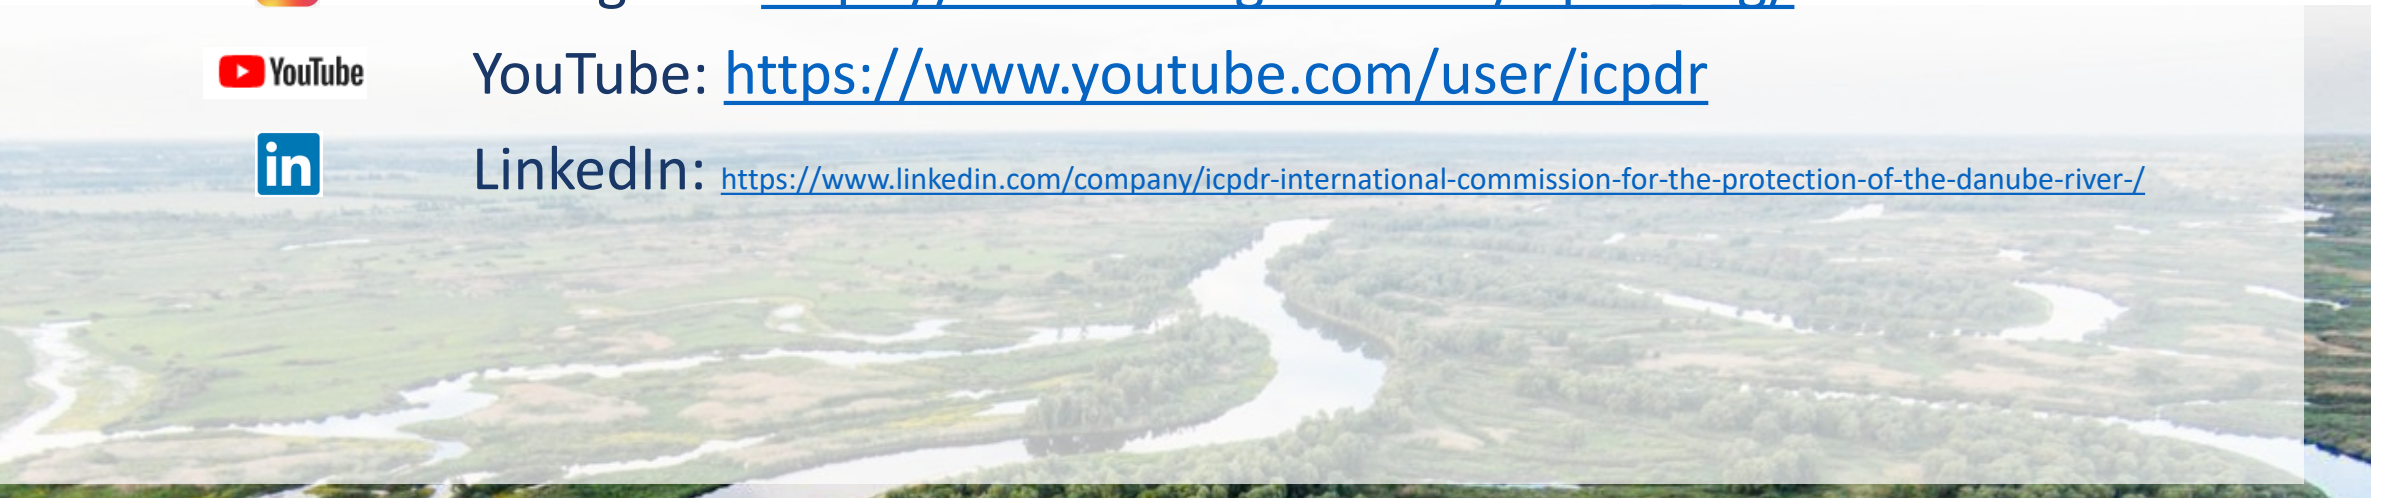 YouTube YouTube: https://www.youtube.com/user/icpdr
in LinkedIn: https://www.linkedin.com/company/icpdr-international-commission-for-the-protection-of-the-danube-river-/